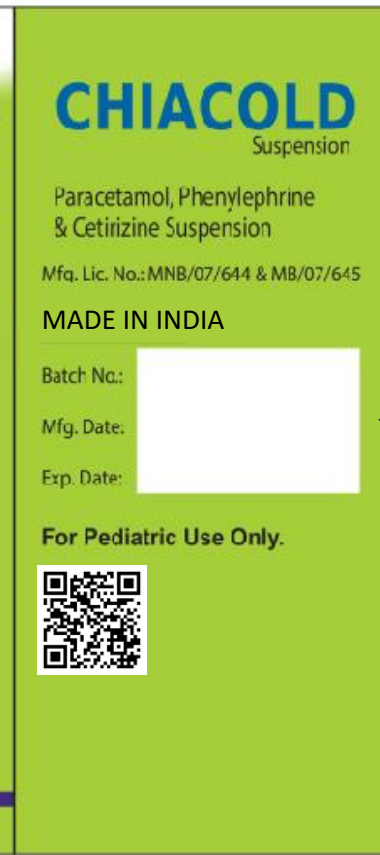 CHIACOLD
Suspension
Paracetamol, Phenylephrine
& Cetirizine Suspension
Mfg. Lic. No.: MNB/07/644 & MB/07/645
MADE IN INDIA
Batch No.:
Mfg. Date:
Exp. Date:
For Pediatric Use Only.